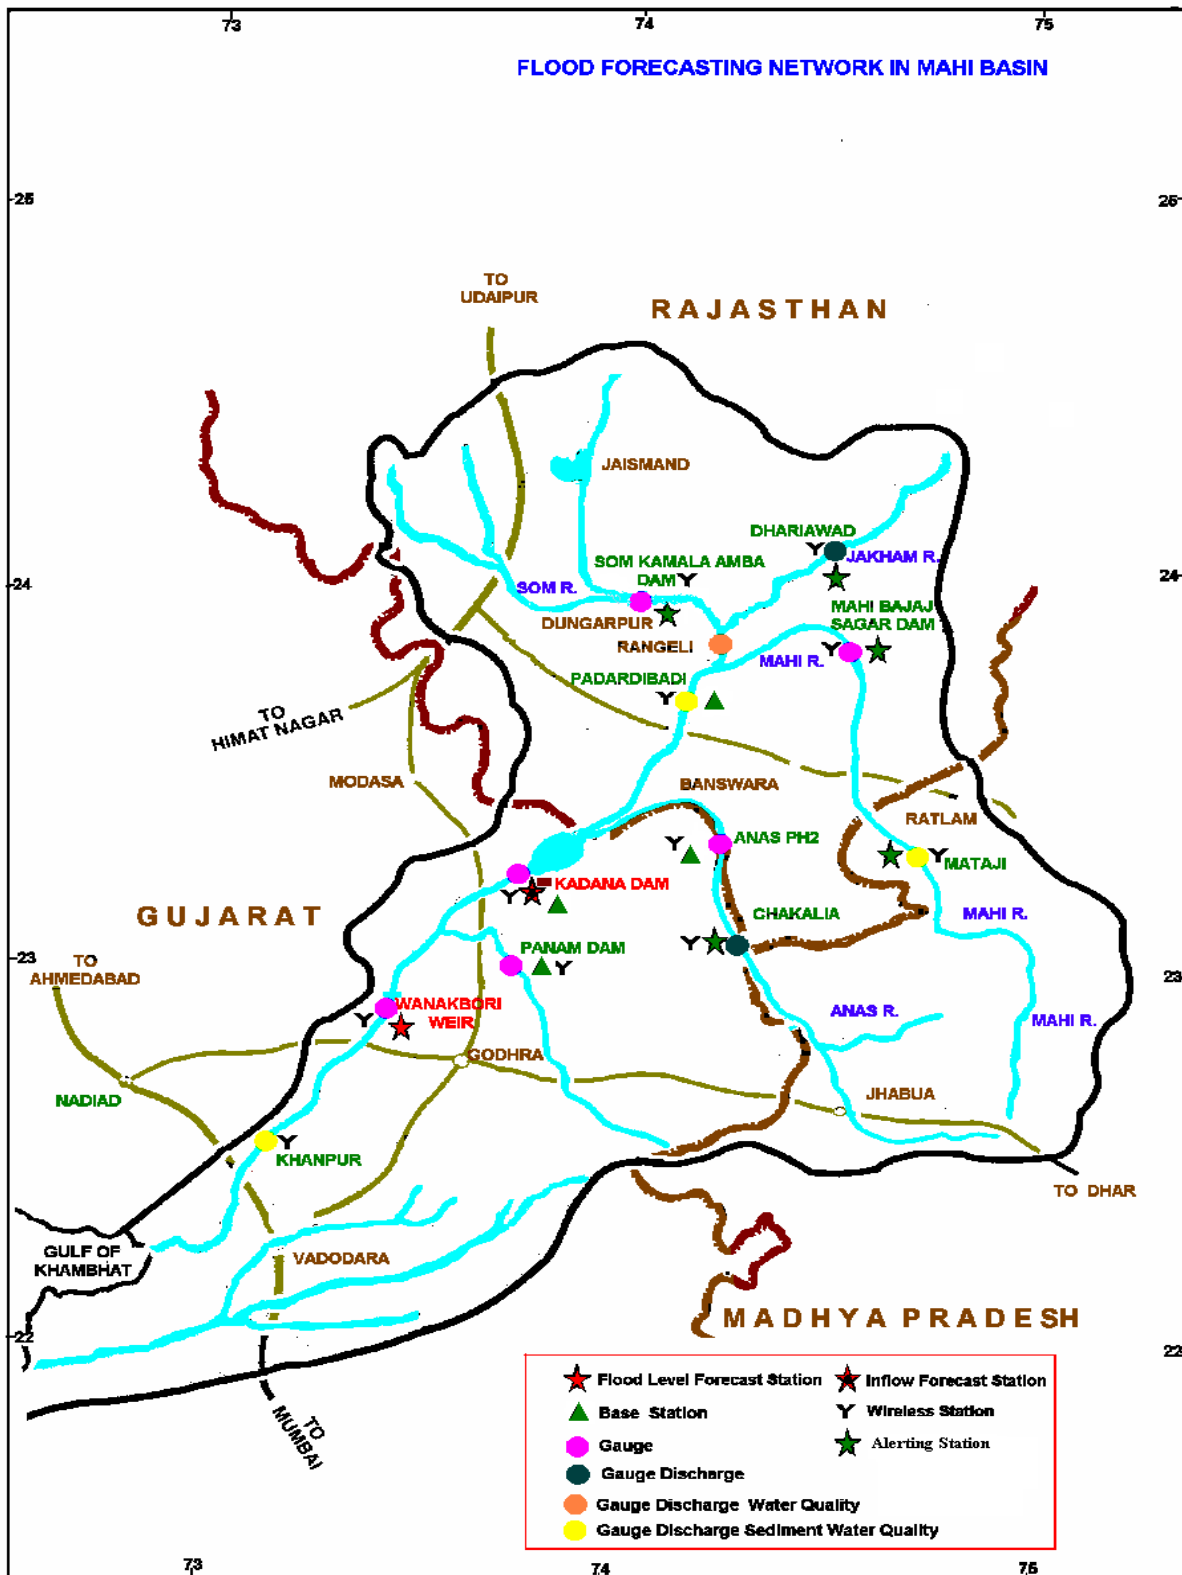 73
74
75
FLOOD FORECASTING NETWORK IN MAHI BASIN
25
25
TO
UDAIPUR
RAJASTHAN
JAISMAND
DHARIAWAD
SOM KAMALA AMBA
DAM
JAKHAM R.
24
24
SOM R.
MAHI BAJAJ
SAGAR DAM
DUNGARPUR
RANGELI
MAHI R.
PADARDIBADI
TO
HIMAT NAGAR
MODASA
BANSWARA
RATLAM
ANAS PH2
MATAJI
KADANA DAM
GUJARAT
CHAKALIA
MAHI R.
PANAM DAM
TO
AHMEDABAD
23
23
WANAKBORI
WEIR
ANAS R.
MAHI R.
GODHRA
NADIAD
JHABUA
KHANPUR
TO DHAR
GULF OF
KHAMBHAT
VADODARA
MADHYA PRADESH
22
22
TO
MUMBAI
Flood Level Forecast Station
Inflow Forecast Station
Base Station
Wireless Station
Gauge
Alerting Station
Gauge Discharge
Gauge Discharge Water Quality
Gauge Discharge Sediment Water Quality
73
74
75